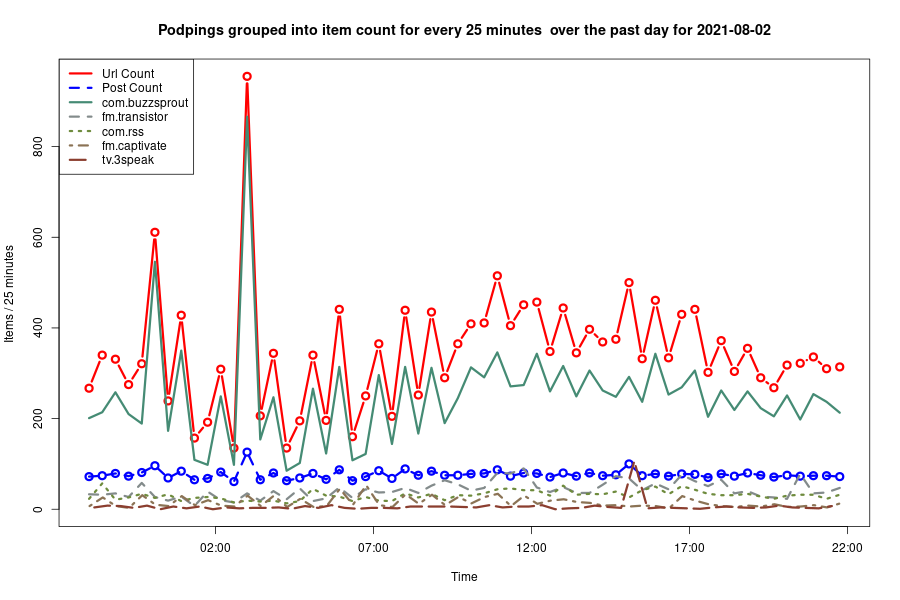 Podpings grouped into item count for every 25 minutes  over the past day for 2021-08-02
Url Count
Post Count
com.buzzsprout
fm.transistor
com.rss
fm.captivate
tv.3speak
Items / 25 minutes
800
600
400
200
0
02:00 07:00 12:00 17:00 22:00
Time